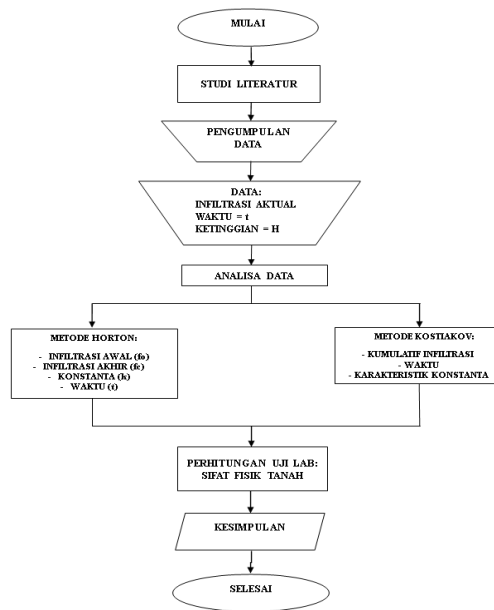 MULAI
STUDI LITERATUR
PENGUMPULAN
DATA
DATA:
INFILTRASI AKTUAL
WAKTU = t
KETINGGIAN = H
ANALISA DATA
METODE HORTON:
- INFILTRASI AWAL (fo)
- INFILTRASI AKHIR (fc)
- KONSTANTA (k)
- WAKTU (t)
METODE KOSTIAKOV:
- KUMULATIF INFILTRASI
- WAKTU
- KARAKTERISTIK KONSTANTA
PERHITUNGAN UJI LAB:
SIFAT FISIK TANAH
KESIMPULAN
SELESAI